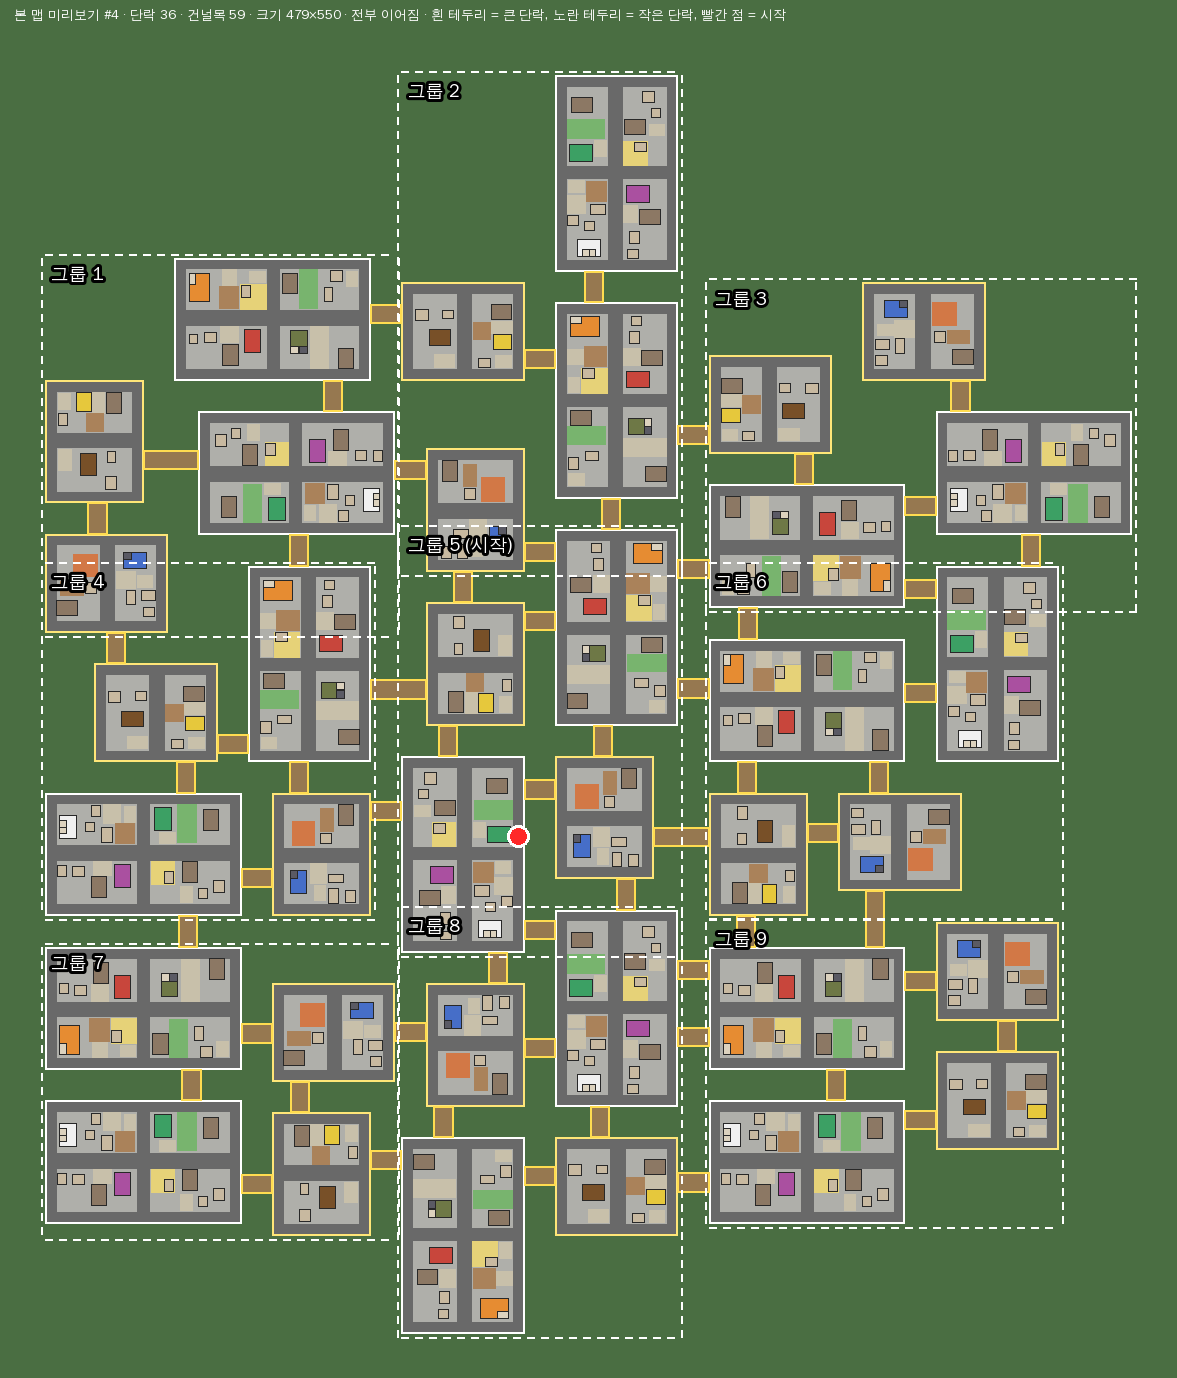 본 맵 미리보기 #4 · 단락 36 · 건널목 59 · 크기 479×550 · 전부 이어짐 · 흰 테두리 = 큰 단락, 노란 테두리 = 작은 단락, 빨간 점 = 시작
그룹 2
그룹 1
그룹 3
그룹 5 (시작)
그룹 4
그룹 6
그룹 8
그룹 9
그룹 7